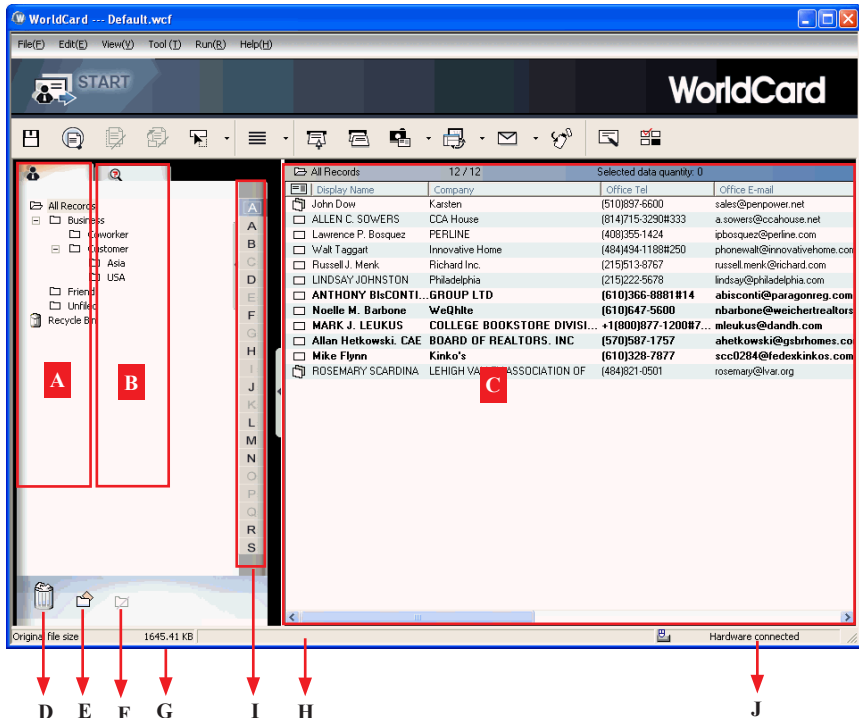 WorldCard --- Default.wcf
File(F) Edit(E) View(V) Tool (T) Run(R) Help(H)
START
WorldCard
All Records 12 / 12 Selected data quantity: 0
Display Name Company Office Tel Office E-mail
John Dow Karsten (510)897-6600 sales@penpower.net
ALLEN C. SOWERS CCA House (814)715-3290#333 a.sowers@ccahouse.net
Lawrence P. Bosquez PERLINE (408)355-1424 ipbosquez@perline.com
Walt Taggart Innovative Home (484)494-1188#250 phonewalt@innovativehome.com
Russell J. Menk Richard Inc. (215)513-8767 russell.menk@richard.com
LINDSAY JOHNSTON Philadelphia (215)222-5678 lindsay@philadelphia.com
ANTHONY BIsCONTI... GROUP LTD (610)366-8881#14 abisconti@paragonreg.com
Noelle M. Barbone WeQhlte (610)647-5600 nbarbone@weichertrealtors
MARK J. LEUKUS COLLEGE BOOKSTORE DIVISI... +1(800)877-1200#7... mleukus@dandh.com
Allan Hetkowski. CAE BOARD OF REALTORS. INC (570)587-1757 ahetkowski@gsbrhomes.co
Mike Flynn Kinko's (610)328-7877 scc0284@fedexkinkos.com
ROSEMARY SCARDINA LEHIGH VALLEY ASSOCIATION OF (484)821-0501 rosemary@lvar.org
All Records
Business
Coworker
Customer
Asia
USA
Friend
Unfiled
Recycle Bin
A
A
B
C
D
E
F
G
H
I
J
K
L
M
N
O
P
Q
R
S
A
B
C
Original file size 1645.41 KB Hardware connected
D E F G I H J